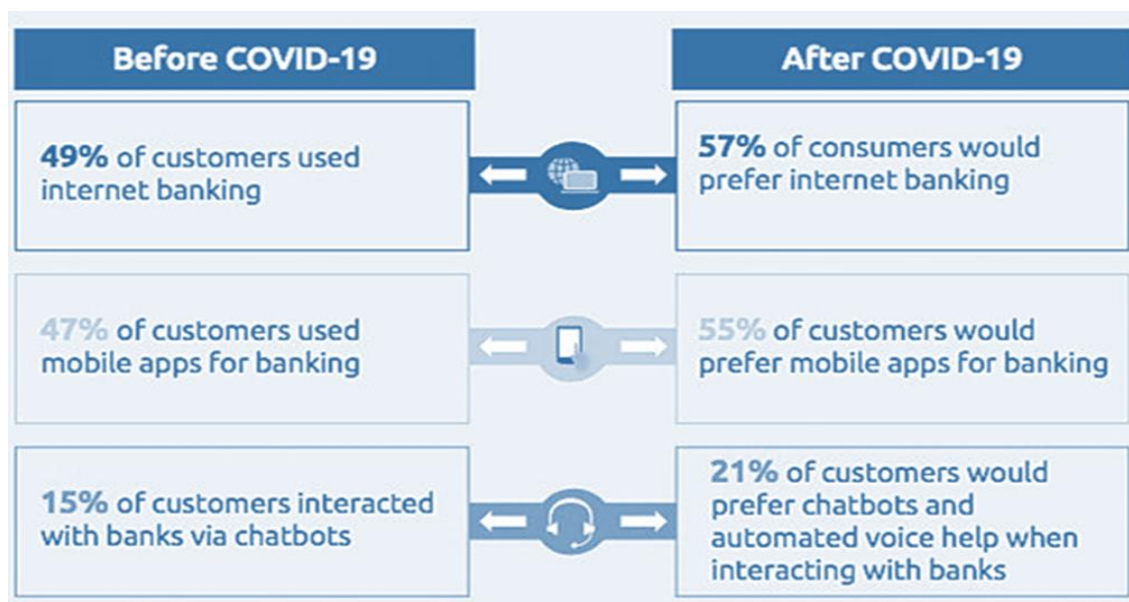 Before COVID-19
After COVID-19
49% of customers used
internet banking
57% of consumers would
prefer internet banking
47% of customers used
mobile apps for banking
55% of customers would
prefer mobile apps for banking
15% of customers interacted
with banks via chatbots
21% of customers would
prefer chatbots and
automated voice help when
interacting with banks